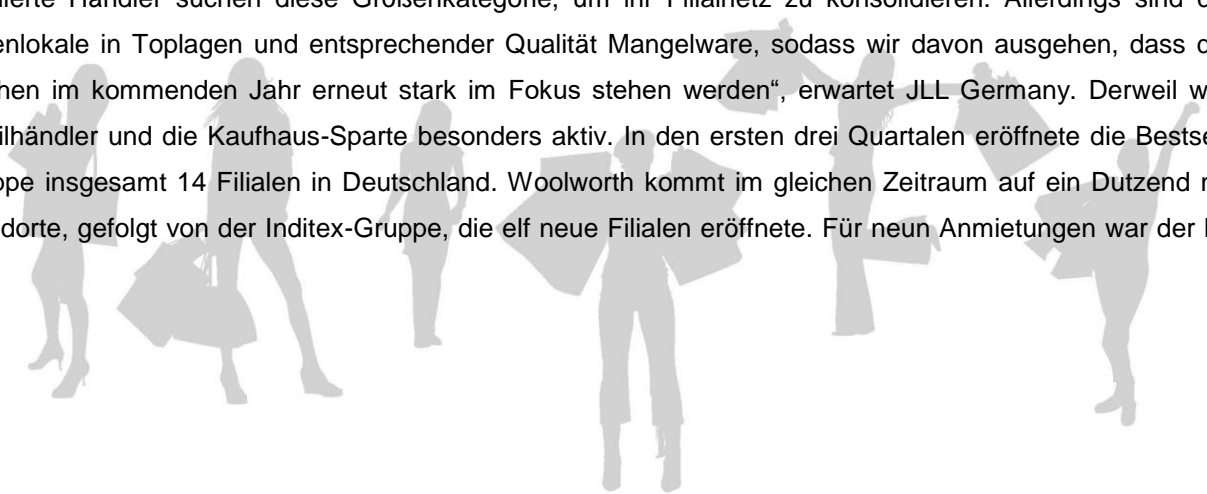 ierte Händler suchen diese Größenkategorie, um ihr Filialnetz zu konsolidieren. Allerdings sind d
enlokale in Toplagen und entsprechender Qualität Mangelware, sodass wir davon ausgehen, dass d
hen im kommenden Jahr erneut stark im Fokus stehen werden“, erwartet JLL Germany. Derweil w
ilhändler und die Kaufhaus-Sparte besonders aktiv. In den ersten drei Quartalen eröffnete die Bests
ppe insgesamt 14 Filialen in Deutschland. Woolworth kommt im gleichen Zeitraum auf ein Dutzend n
dorte, gefolgt von der Inditex-Gruppe, die elf neue Filialen eröffnete. Für neun Anmietungen war der